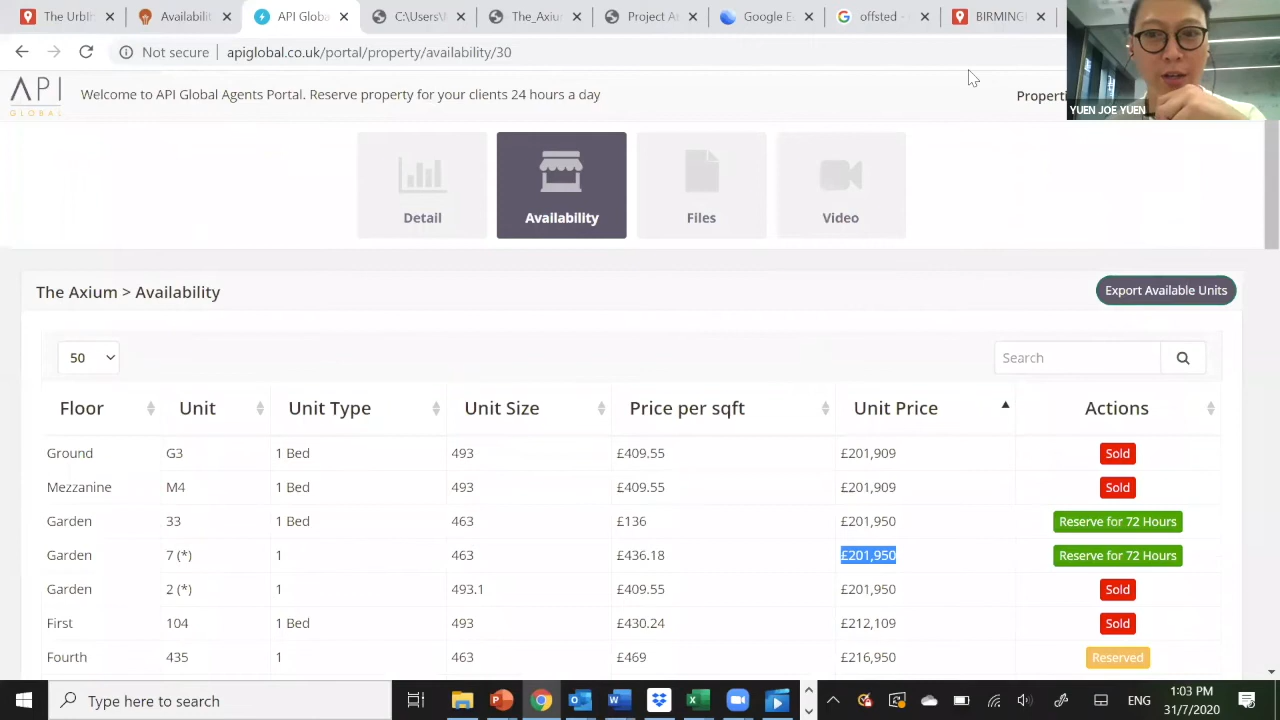 The Urb
Availabilit
API Globa
C:\Users\
The_Axiu
Project A
Google E
offsted -
BIRMING
Not secure
apiglobal.co.uk/portal/property/availability/30
API
GLOBAL
Welcome to API Global Agents Portal. Reserve property for your clients 24 hours a day
Properti
YUEN JOE YUEN
Detail
Availability
Files
Video
The Axium > Availability
Export Available Units
50
Search
Floor Unit Unit Type Unit Size Price per sqft Unit Price Actions
Ground G3 1 Bed 493 £409.55 £201,909 Sold
Mezzanine M4 1 Bed 493 £409.55 £201,909 Sold
Garden 33 1 Bed 463 £136 £201,950 Reserve for 72 Hours
Garden 7 (*) 1 463 £436.18 £201,950 Reserve for 72 Hours
Garden 2 (*) 1 493.1 £409.55 £201,950 Sold
First 104 1 Bed 493 £430.24 £212,109 Sold
Fourth 435 1 463 £469 £216,950 Reserved
Type here to search
ENG
1:03 PM
31/7/2020